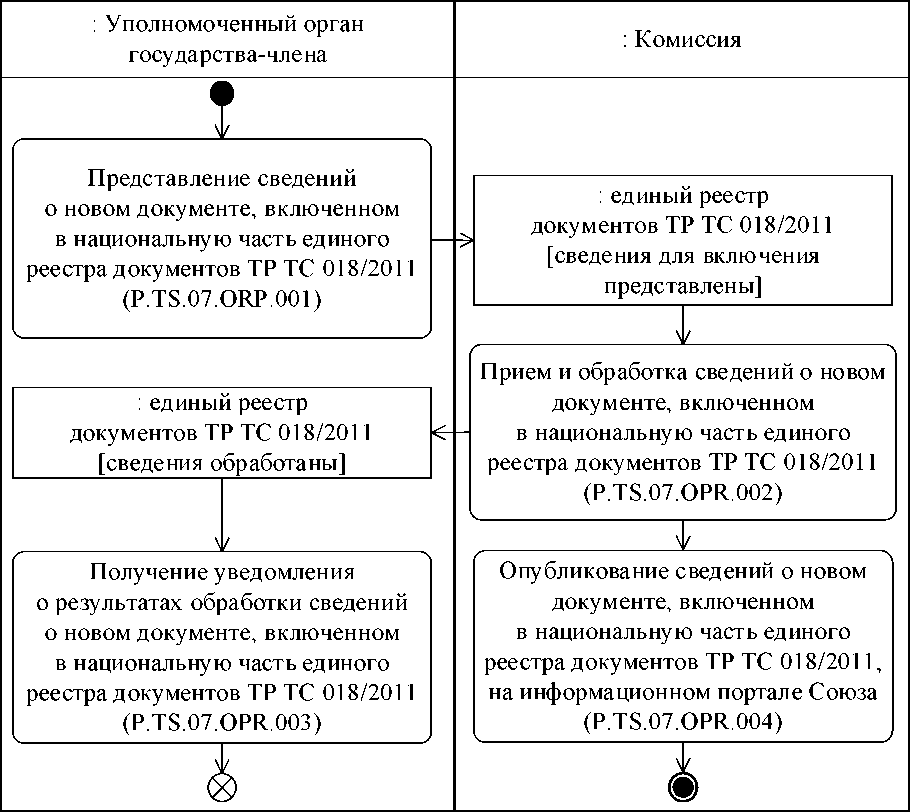 : Уполномоченный орган
государства-члена
: Комиссия
Представление сведений
о новом документе, включенном
в национальную часть единого
реестра документов ТР ТС 018/2011
(P.TS.07.ORP.001)
: единый реестр
документов ТР ТС 018/2011
[сведения для включения
представлены]
Прием и обработка сведений о новом
документе, включенном
в национальную часть единого
реестра документов ТР ТС 018/2011
(P.TS.07.OPR.002)
: единый реестр
документов ТР ТС 018/2011
[сведения обработаны]
Получение уведомления
о результатах обработки сведений
о новом документе, включенном
в национальную часть единого
реестра документов ТР ТС 018/2011
(P.TS.07.OPR.003)
Опубликование сведений о новом
документе, включенном
в национальную часть единого
реестра документов ТР ТС 018/2011,
на информационном портале Союза
(P.TS.07.OPR.004)